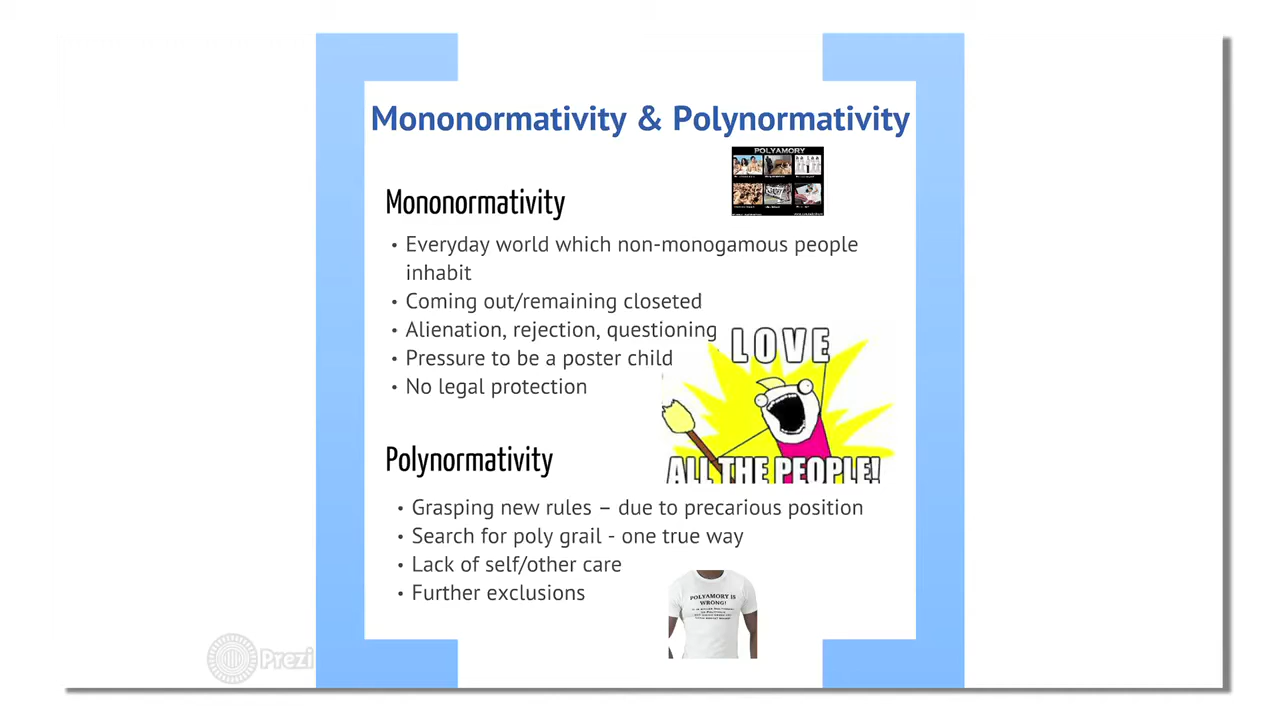 Mononormativity & Polynormativity
POLYAMORY
Mononormativity
• Everyday world which non-monogamous people
inhabit
• Coming out/remaining closeted
• Alienation, rejection, questioning
• Pressure to be a poster child
• No legal protection
LOVE
ALL THE PEOPLE!
Polynormativity
• Grasping new rules – due to precarious position
• Search for poly grail - one true way
• Lack of self/other care
• Further exclusions
POLYAMORY IS
WRONG!
Prezi